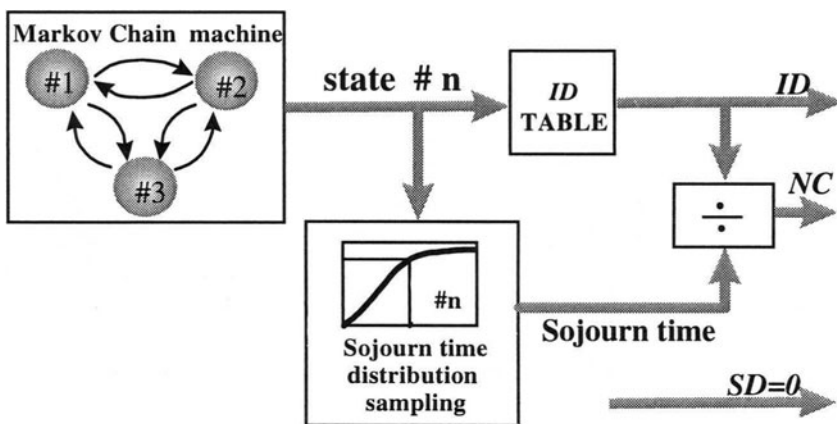 Markov Chain machine
#1
#2
#3
state # n
ID
TABLE
ID
NC
÷
#n
Sojourn time
distribution
sampling
Sojourn time
SD=0